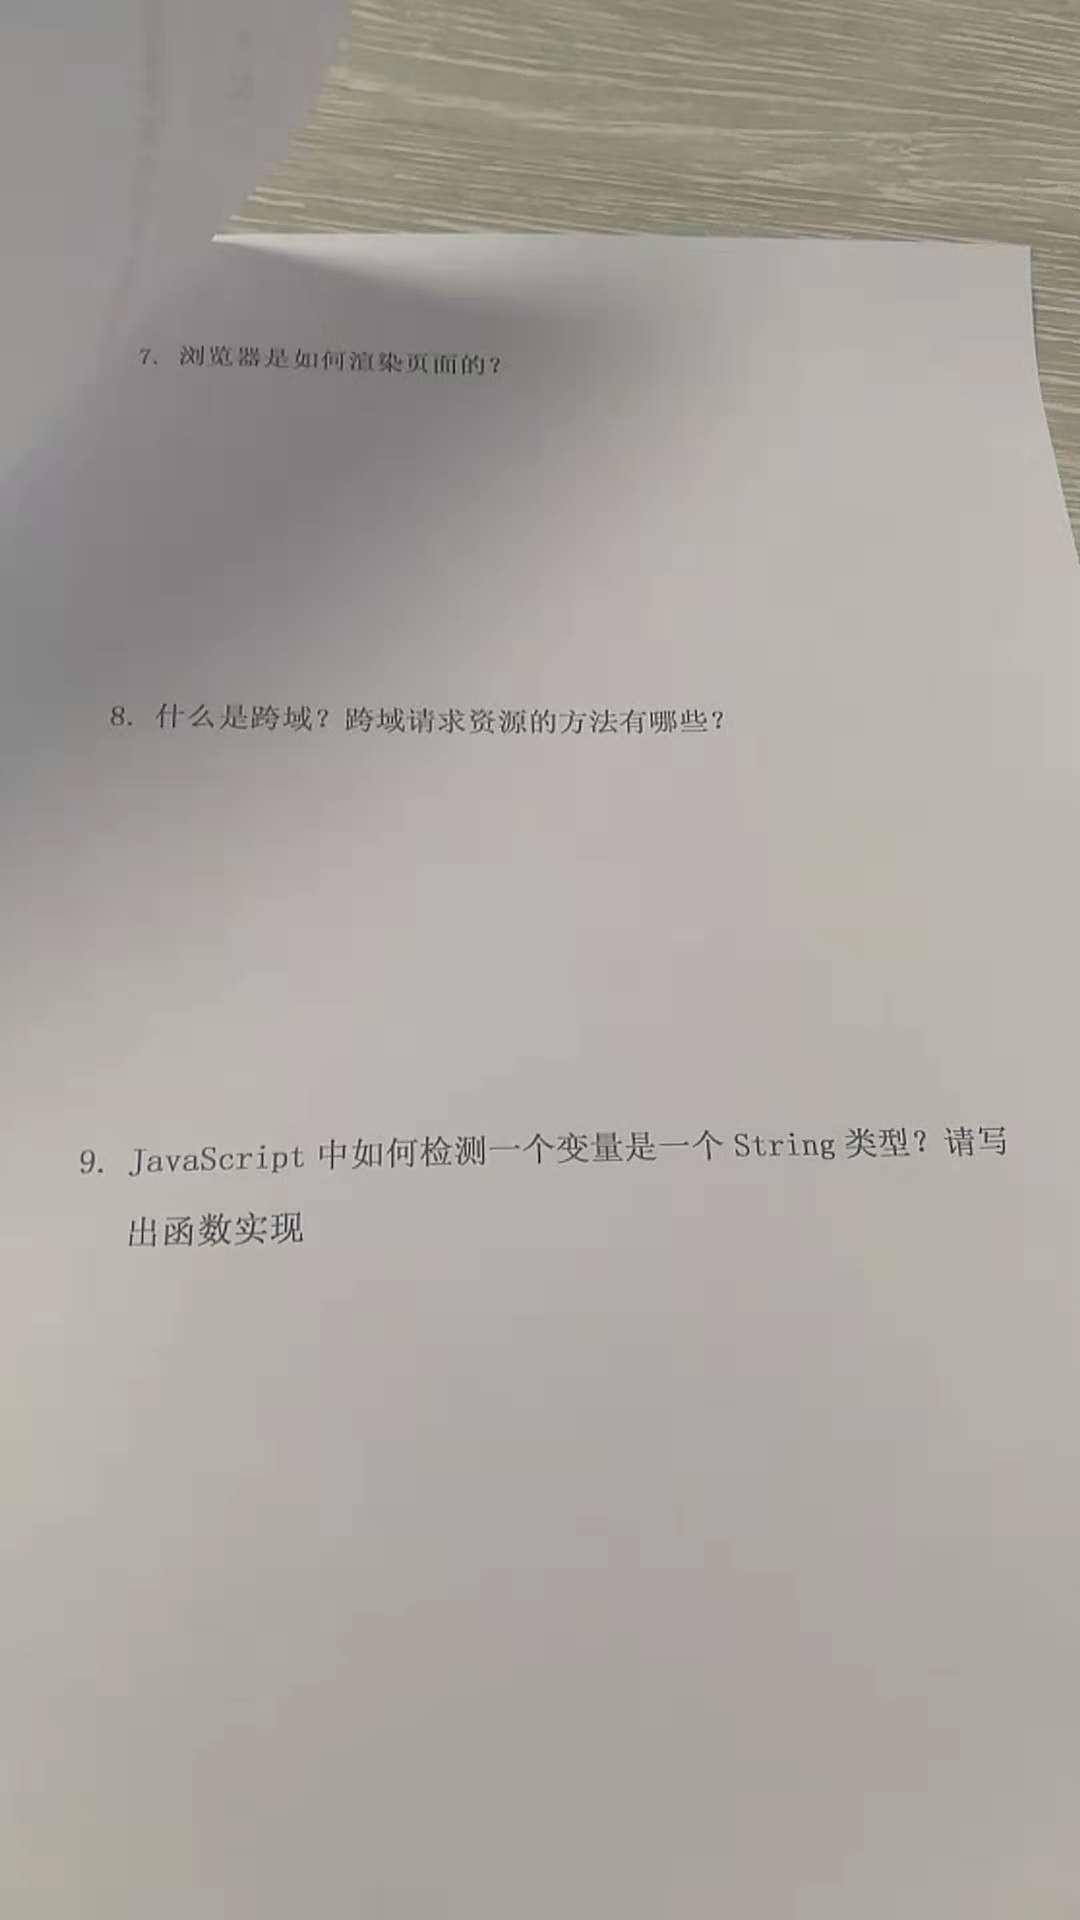 7. 浏览器是如何渲染页面的？
8. 什么是跨域？跨域请求资源的方法有哪些？
9. JavaScript 中如何检测一个变量是一个 String 类型？请写
出函数实现